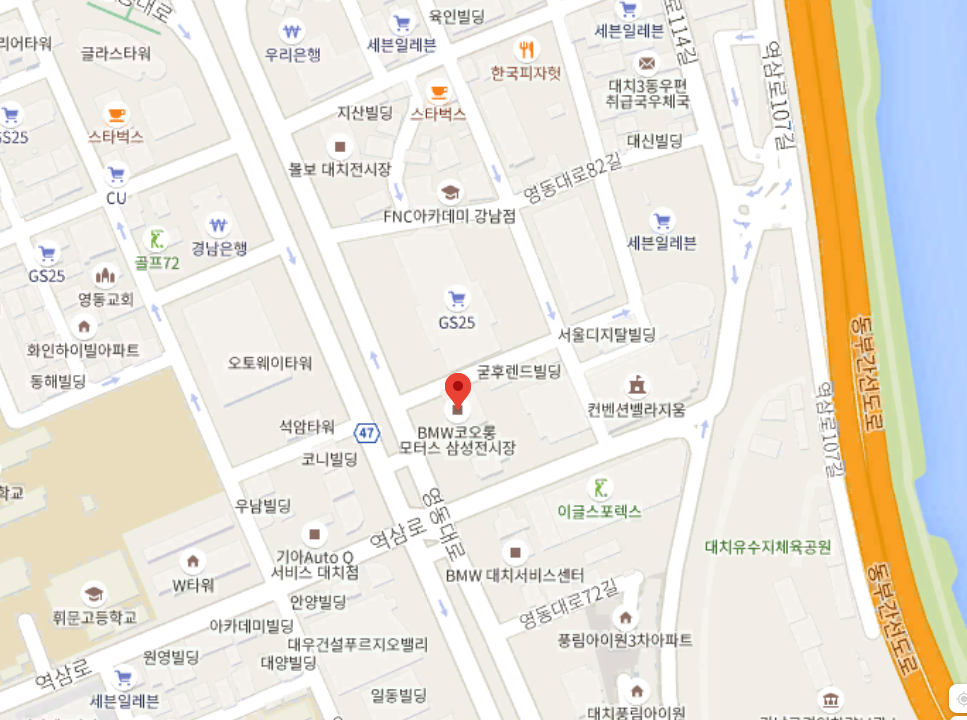 영동대로
육인빌딩
세븐일레븐
우리은행
세븐일레븐
로114길
리어타워
글라스타워
한국피자헛
역삼로107길
대치3동우편
취급국우체국
지산빌딩
스타벅스
GS25
스타벅스
대신빌딩
볼보 대치전시장
영동대로82길
CU
FNC아카데미 강남점
경남은행
세븐일레븐
골프72
GS25
영동교회
GS25
서울디지탈빌딩
동부간선도로
화인하이빌아파트
오토웨이타워
굳후렌드빌딩
동해빌딩
컨벤션벨라지움
역삼로107길
석암타워
47
BMW코오롱
모터스 삼성전시장
코니빌딩
학교
우남빌딩
영동대로
이글스포렉스
역삼로
대치유수지체육공원
기아Auto Q
서비스 대치점
BMW 대치서비스센터
W타워
동부간선도로
안양빌딩
영동대로72길
휘문고등학교
아카데미빌딩
풍림아이원3차아파트
대우건설푸르지오밸리
원영빌딩
대양빌딩
역삼로
세븐일레븐
일동빌딩
대치풍림아이원